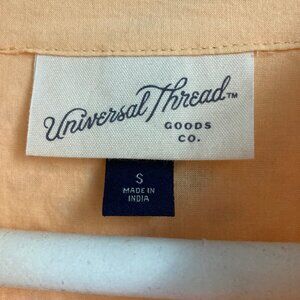 Universal Thread™
GOODS
CO.
S
MADE IN
INDIA